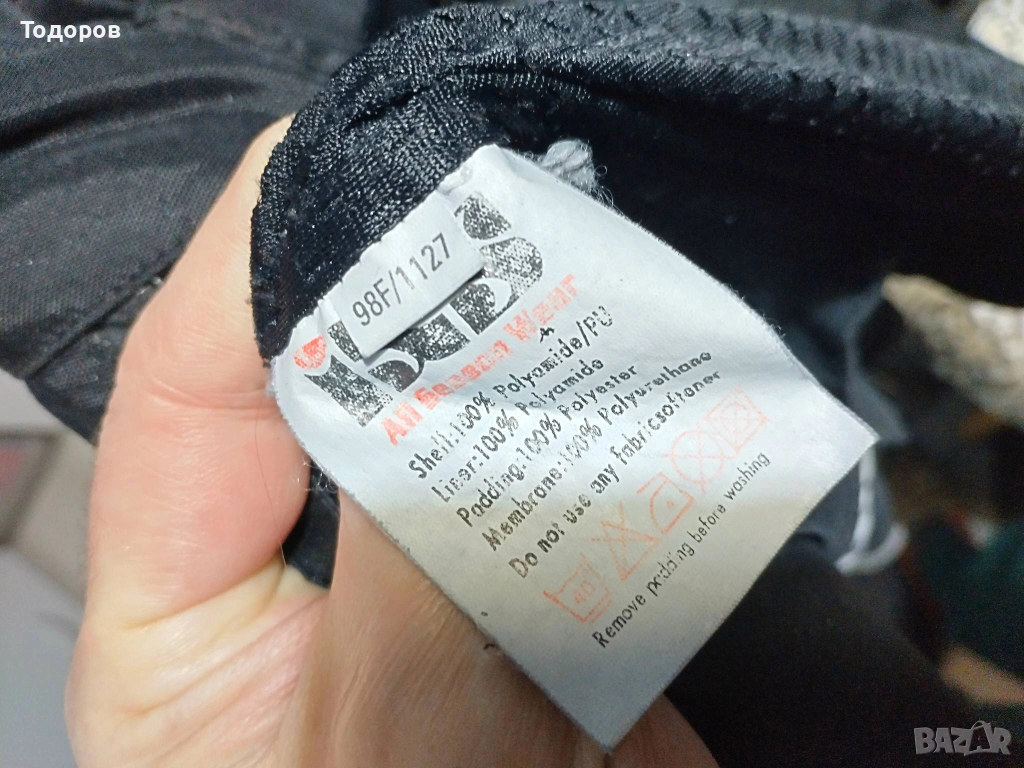 Тодоров
98F/1127
All Season Wear
Shell:100% Polyamide/PU
Liner:100% Polyamide
Padding:100% Polyester
Membrane:100% Polyurethane
Do not use any fabricsoftener
40
Remove padding before washing
BAZAR